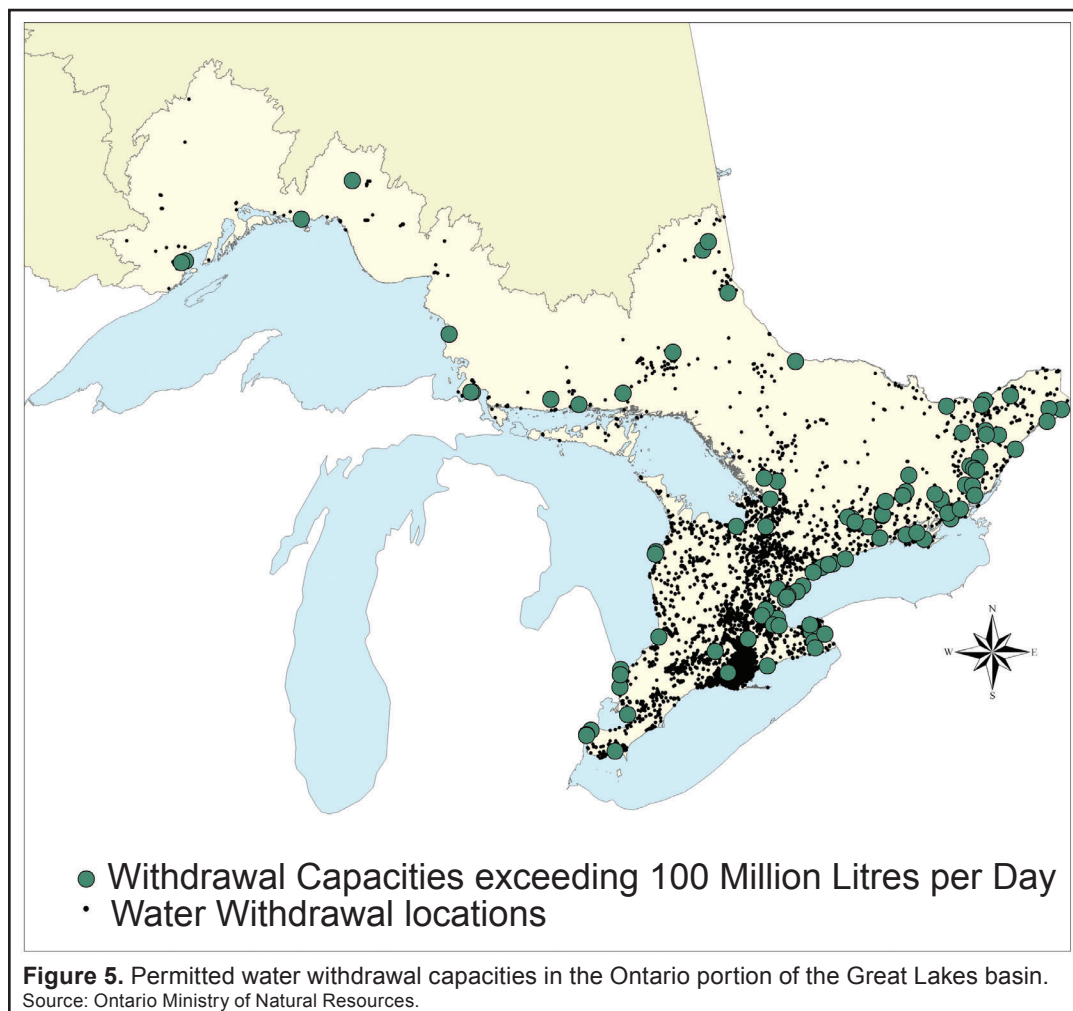 N
W E
S
Withdrawal Capacities exceeding 100 Million Litres per Day
Water Withdrawal locations
Figure 5. Permitted water withdrawal capacities in the Ontario portion of the Great Lakes basin.
Source: Ontario Ministry of Natural Resources.